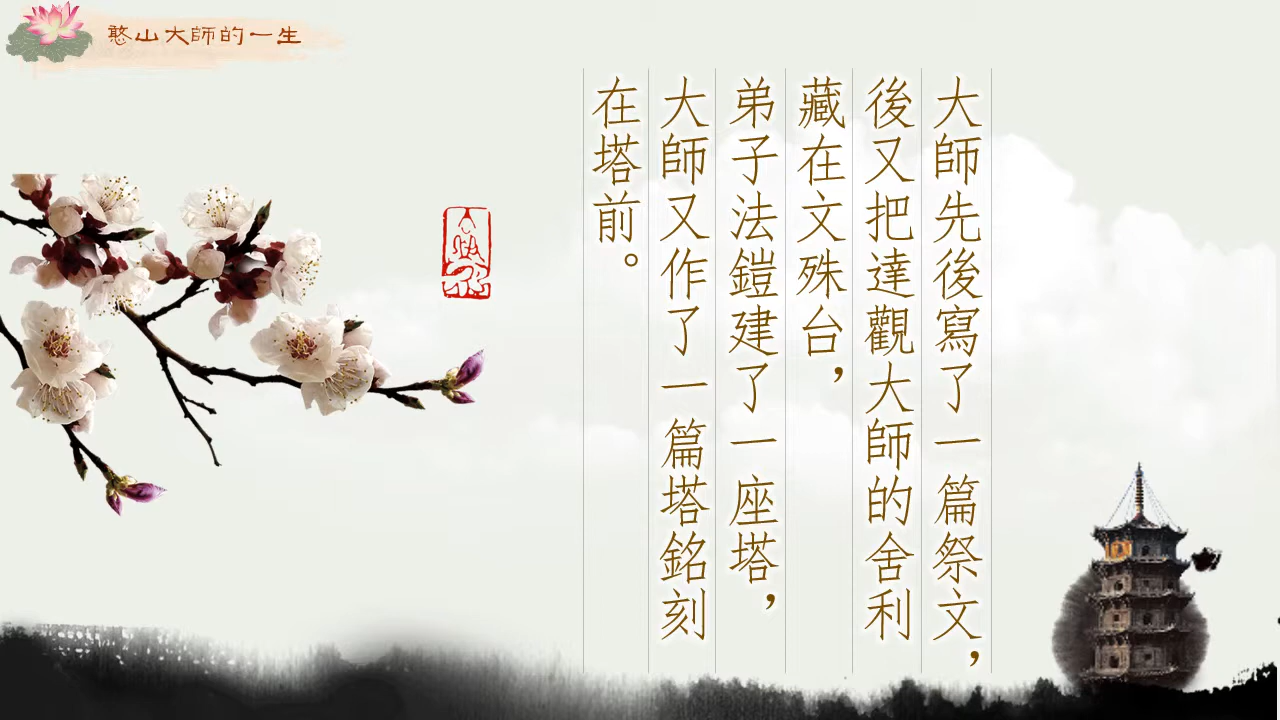 憨山大師的一生
大師先後寫了一篇祭文，
後又把達觀大師的舍利
藏在文殊台，
弟子法鎧建了一座塔，
大師又作了一篇塔銘刻
在塔前。